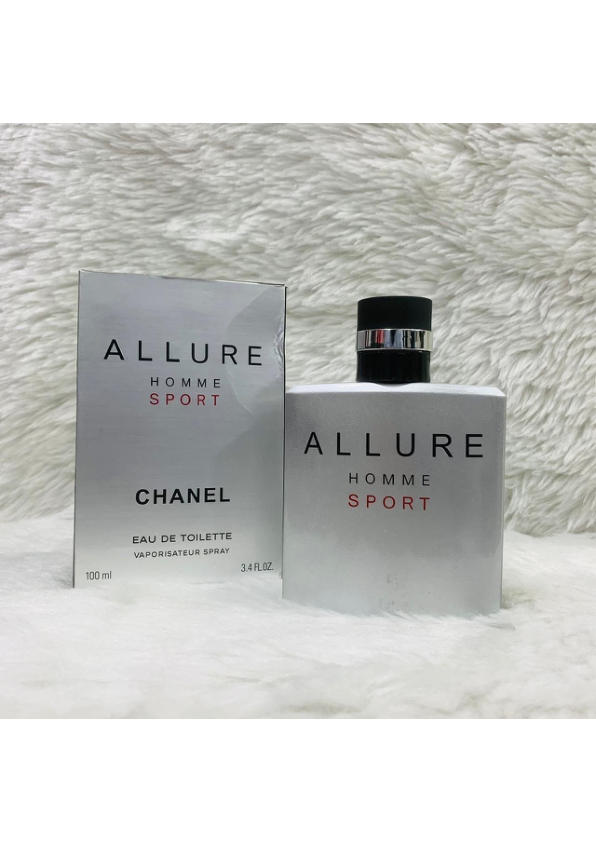 ALLURE
HOMME
SPORT
CHANEL
EAU DE TOILETTE
VAPORISATEUR SPRAY
100 ml
3.4 FL.OZ.
ALLURE
HOMME
SPORT